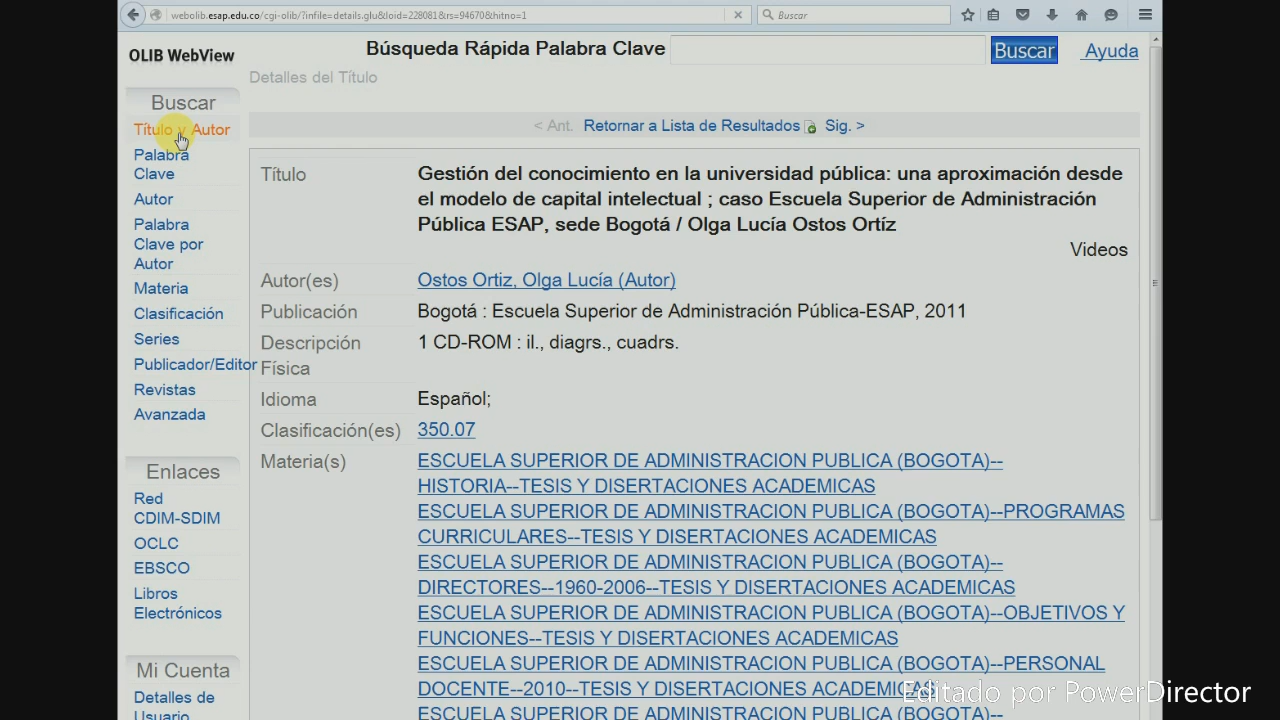 webolib.esap.edu.co/cgi-olib/?infile=details.glu&loid=228081&rs=94670&hitno=1
Buscar
OLIB WebView
Búsqueda Rápida Palabra Clave
Buscar
Ayuda
Detalles del Título
Buscar
Título y Autor
Palabra
Clave
Autor
Palabra
Clave por
Autor
Materia
Clasificación
Series
Publicador/Editor
Revistas
Avanzada
Enlaces
Red
CDIM-SDIM
OCLC
EBSCO
Libros
Electrónicos
Mi Cuenta
Detalles de
Usuario
< Ant. Retornar a Lista de Resultados Sig. >
Título
Gestión del conocimiento en la universidad pública: una aproximación desde
el modelo de capital intelectual ; caso Escuela Superior de Administración
Pública ESAP, sede Bogotá / Olga Lucía Ostos Ortíz
Videos
Autor(es) Ostos Ortiz, Olga Lucía (Autor)
Publicación Bogotá : Escuela Superior de Administración Pública-ESAP, 2011
Descripción 1 CD-ROM : il., diagrs., cuadrs.
Física
Idioma Español;
Clasificación(es) 350.07
Materia(s) ESCUELA SUPERIOR DE ADMINISTRACION PUBLICA (BOGOTA)--
HISTORIA--TESIS Y DISERTACIONES ACADEMICAS
ESCUELA SUPERIOR DE ADMINISTRACION PUBLICA (BOGOTA)--PROGRAMAS
CURRICULARES--TESIS Y DISERTACIONES ACADEMICAS
ESCUELA SUPERIOR DE ADMINISTRACION PUBLICA (BOGOTA)--
DIRECTORES--1960-2006--TESIS Y DISERTACIONES ACADEMICAS
ESCUELA SUPERIOR DE ADMINISTRACION PUBLICA (BOGOTA)--OBJETIVOS Y
FUNCIONES--TESIS Y DISERTACIONES ACADEMICAS
ESCUELA SUPERIOR DE ADMINISTRACION PUBLICA (BOGOTA)--PERSONAL
DOCENTE--2010--TESIS Y DISERTACIONES ACADEMICAS
ESCUELA SUPERIOR DE ADMINISTRACION PUBLICA (BOGOTA)--
Editado por PowerDirector